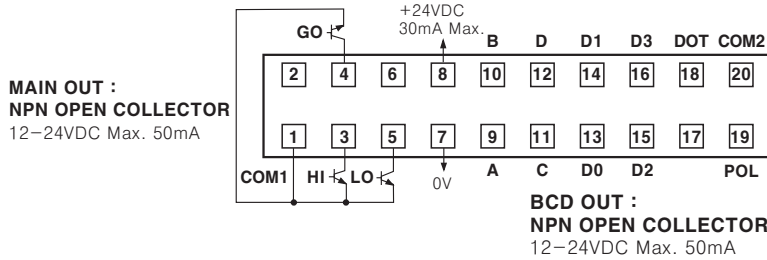 +24VDC
30mA Max.
GO
B D D1 D3 DOT COM2
2 4 6 8 10 12 14 16 18 20
MAIN OUT :
NPN OPEN COLLECTOR
12-24VDC Max. 50mA
1 3 5 7 9 11 13 15 17 19
COM1 HI LO 0V A C D0 D2 POL
BCD OUT :
NPN OPEN COLLECTOR
12-24VDC Max. 50mA